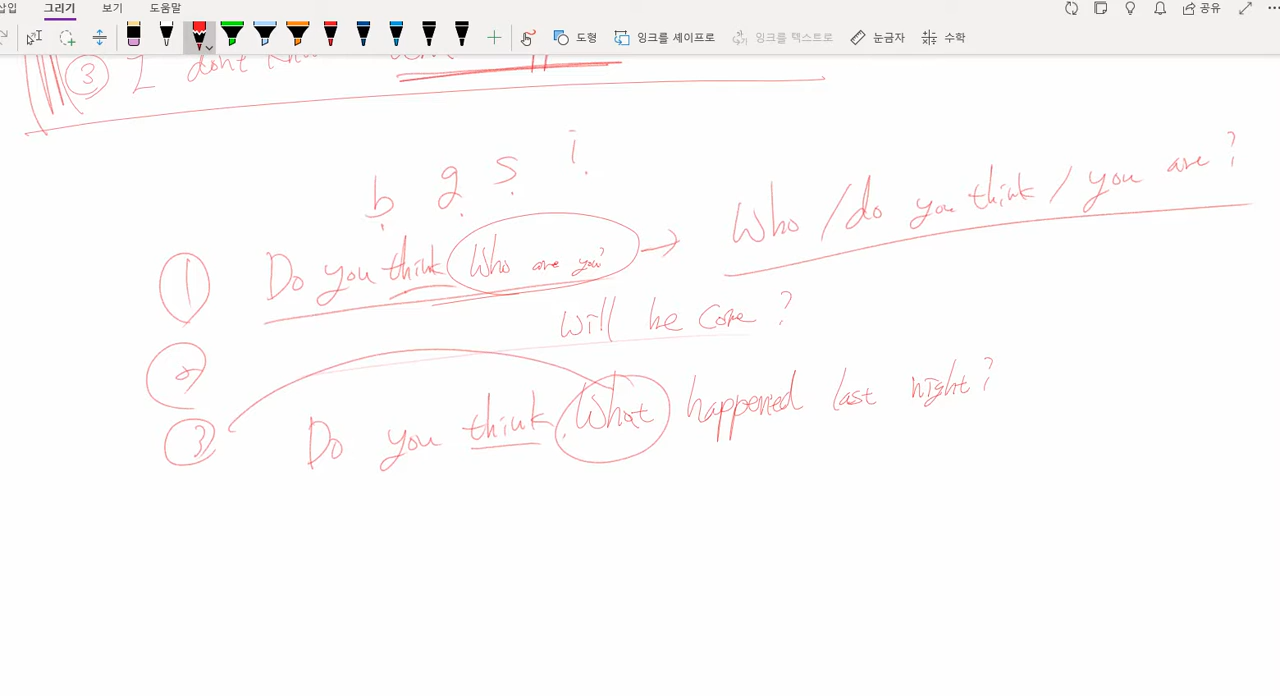 삽입 그리기 보기 도움말 공유
도형 잉크를 셰이프로 잉크를 텍스트로 눈금자 수학
③ I dont know
b g s i
① Do you think who are you? → Who / do you think / you are?
② will he come?
③ Do you think what happened last night?